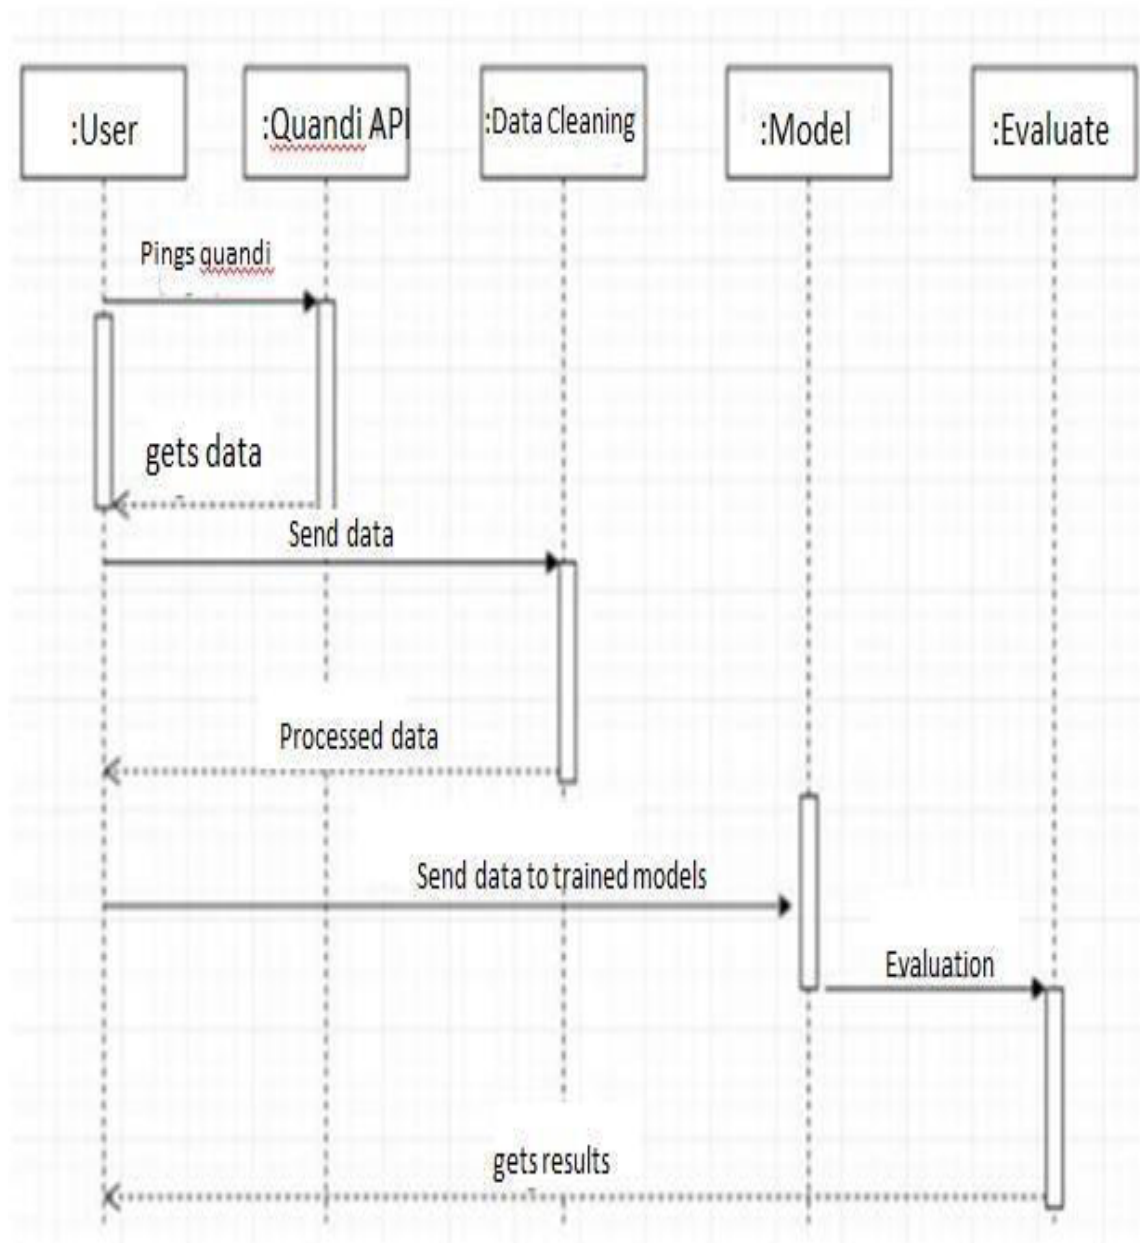 :User
:Quandi API
:Data Cleaning
:Model
:Evaluate
Pings quandi
gets data
Send data
Processed data
Send data to trained models
Evaluation
gets results